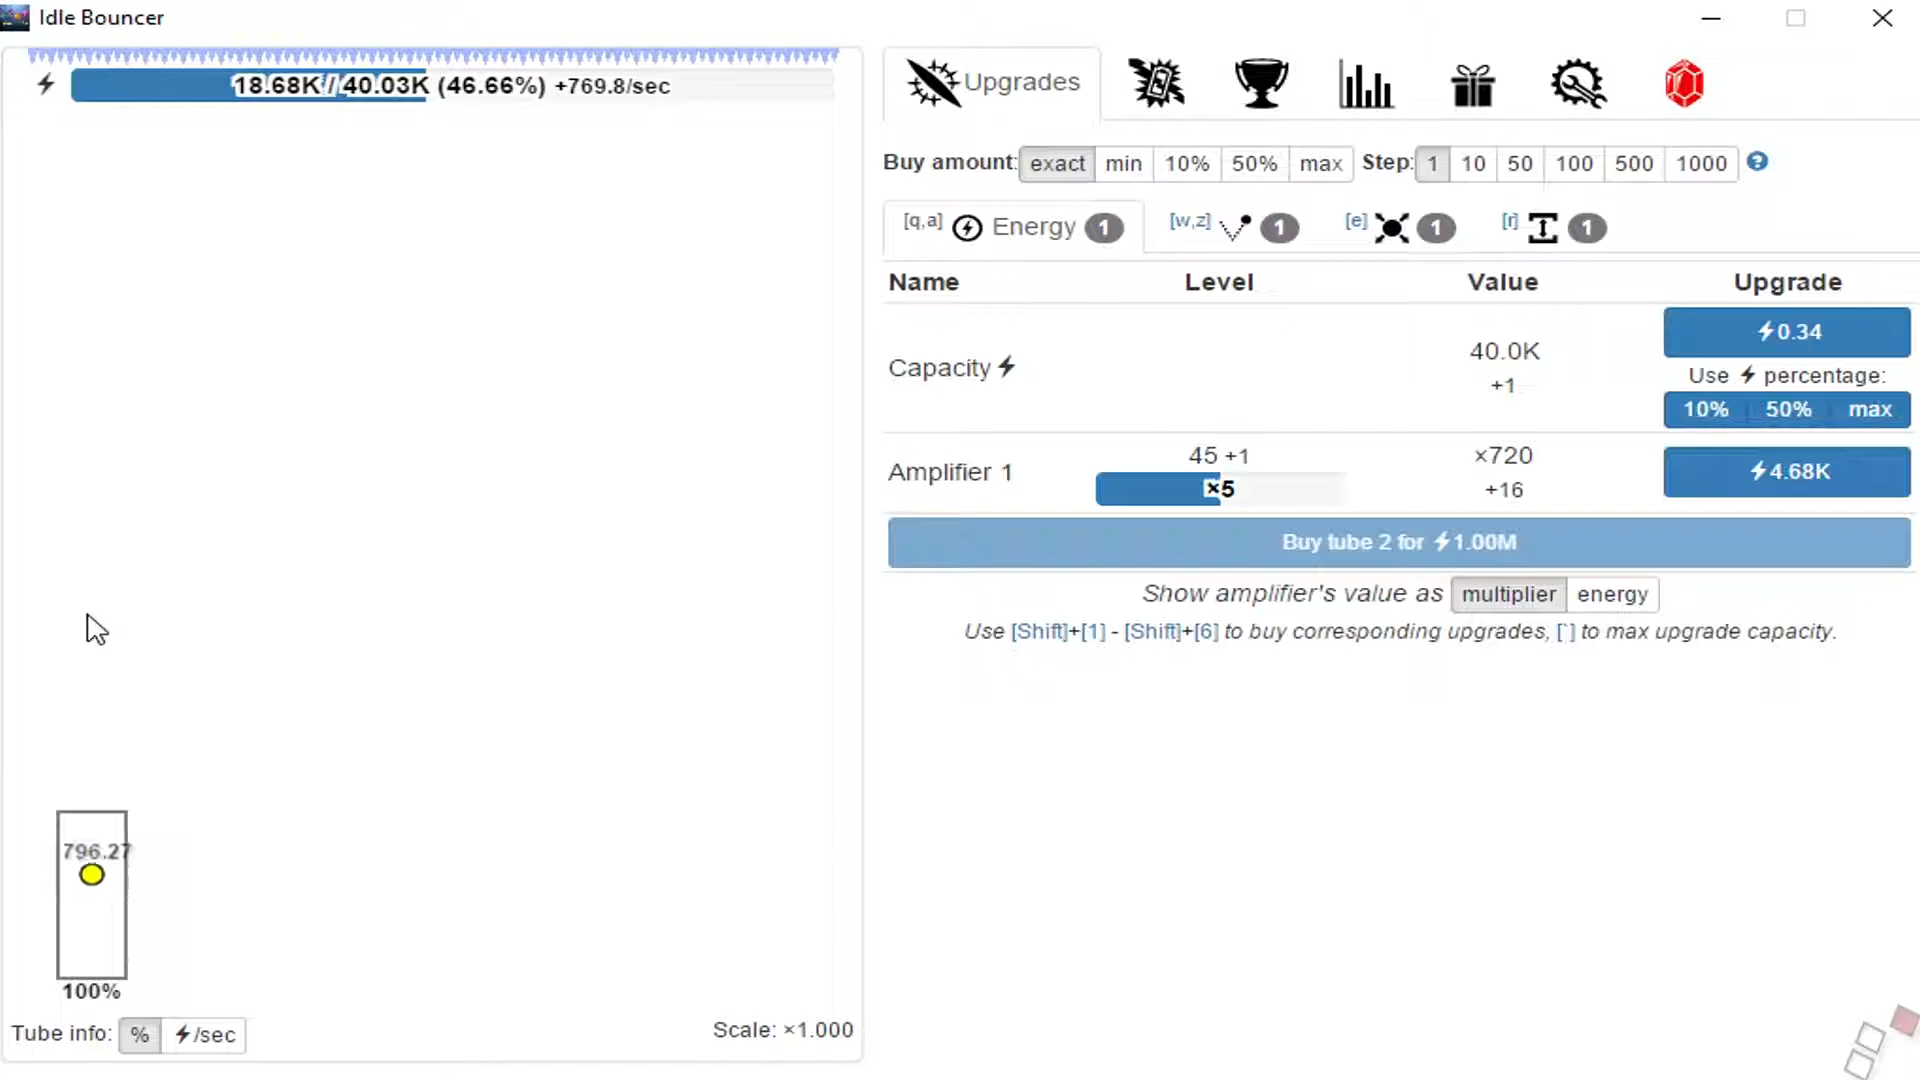 Idle Bouncer
18.68K / 40.03K (46.66%) +769.8/sec
Upgrades
Buy amount: exact min 10% 50% max Step: 1 10 50 100 500 1000 ?
[q,a] Energy 1 [w,z] 1 [e] 1 [r] 1
Name Level Value Upgrade
Capacity 40.0K +1 0.34
Use percentage:
10% 50% max
Amplifier 1 45 +1 ×720 4.68K
×5 +16
Buy tube 2 for 1.00M
Show amplifier's value as multiplier energy
Use [Shift]+[1] - [Shift]+[6] to buy corresponding upgrades, [`] to max upgrade capacity.
796.27
100%
Tube info: % /sec
Scale: ×1.000